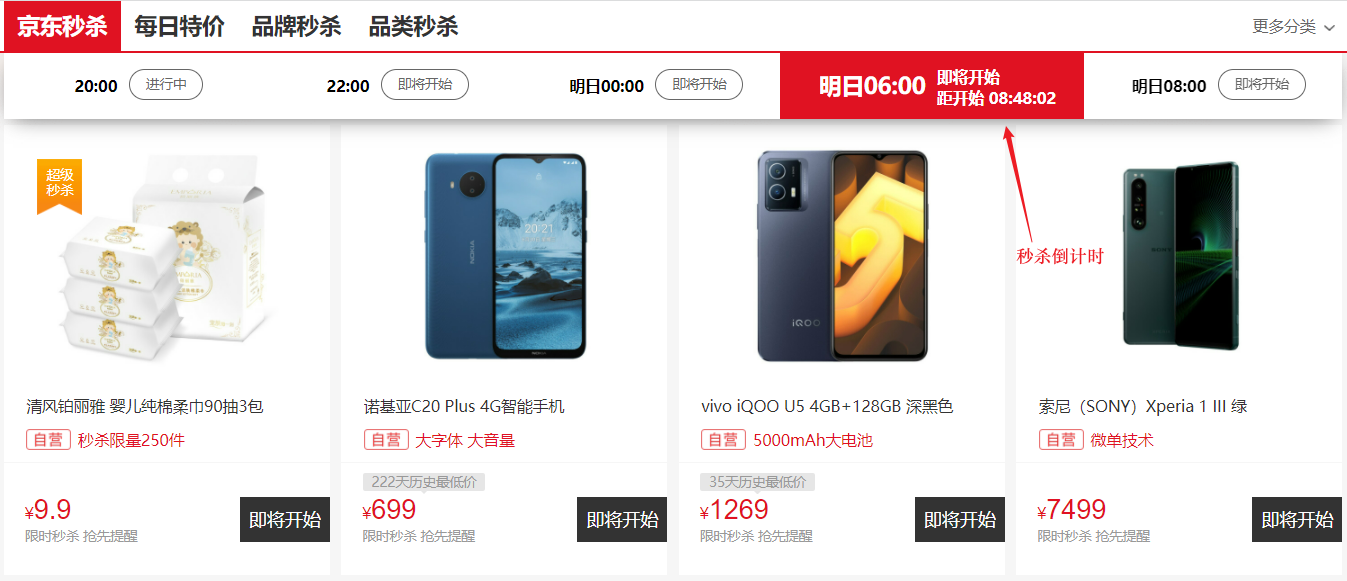 京东秒杀 每日特价 品牌秒杀 品类秒杀 更多分类
20:00 进行中
22:00 即将开始
明日00:00 即将开始
明日06:00 即将开始
距开始 08:48:02
明日08:00 即将开始
秒杀倒计时
超级
秒杀
NOKIA
20:21
iQOO
SONY
清风铂丽雅 婴儿纯棉柔巾90抽3包
自营 秒杀限量250件
¥9.9
限时秒杀 抢先提醒
即将开始
诺基亚C20 Plus 4G智能手机
自营 大字体 大音量
222天历史最低价
¥699
限时秒杀 抢先提醒
即将开始
vivo iQOO U5 4GB+128GB 深黑色
自营 5000mAh大电池
35天历史最低价
¥1269
限时秒杀 抢先提醒
即将开始
索尼（SONY）Xperia 1 III 绿
自营 微单技术
¥7499
限时秒杀 抢先提醒
即将开始